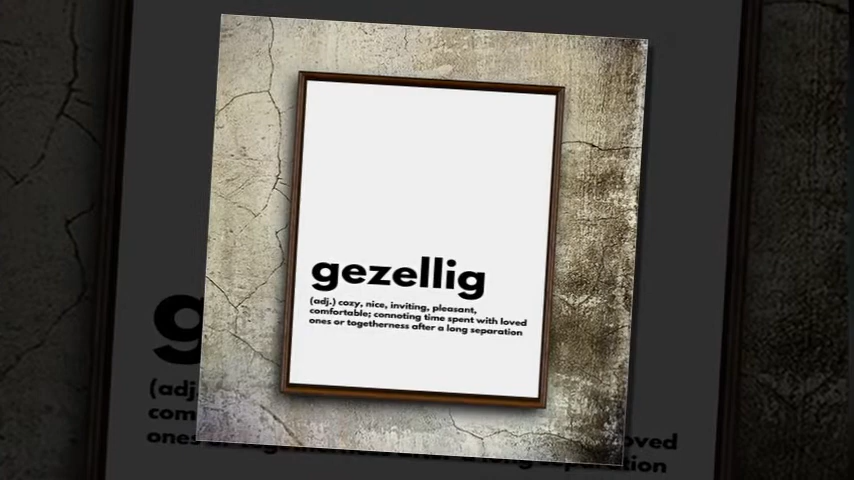 gezellig
(adj.) cozy, nice, inviting, pleasant,
comfortable; connoting time spent with loved
ones or togetherness after a long separation